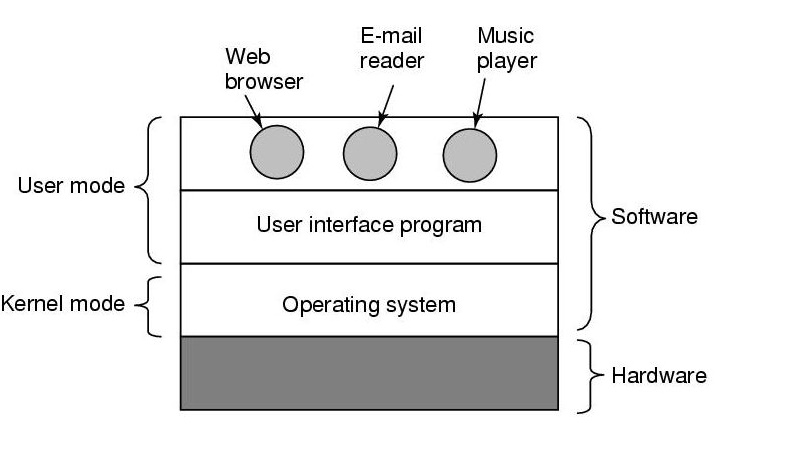 Web
browser
E-mail
reader
Music
player
User mode
User interface program
Software
Kernel mode
Operating system
Hardware